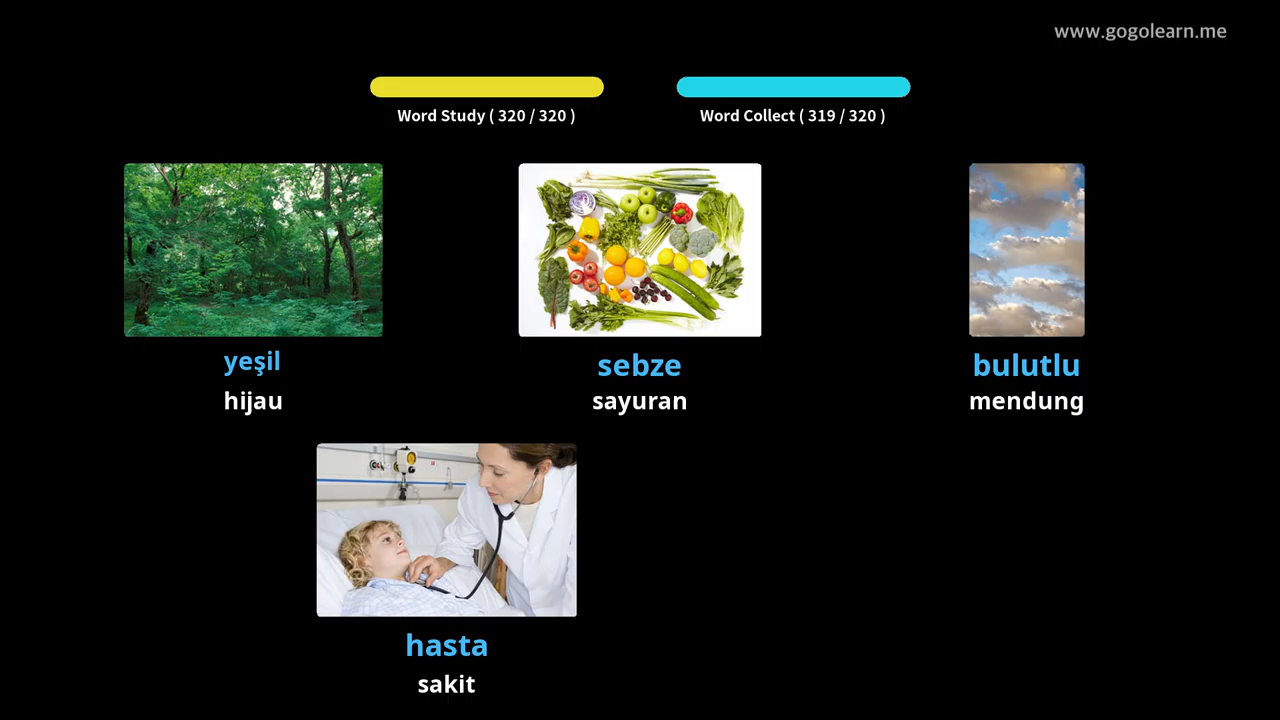 www.gogolearn.me
Word Study ( 320 / 320 )
Word Collect ( 319 / 320 )
yeşil
hijau
sebze
sayuran
bulutlu
mendung
hasta
sakit